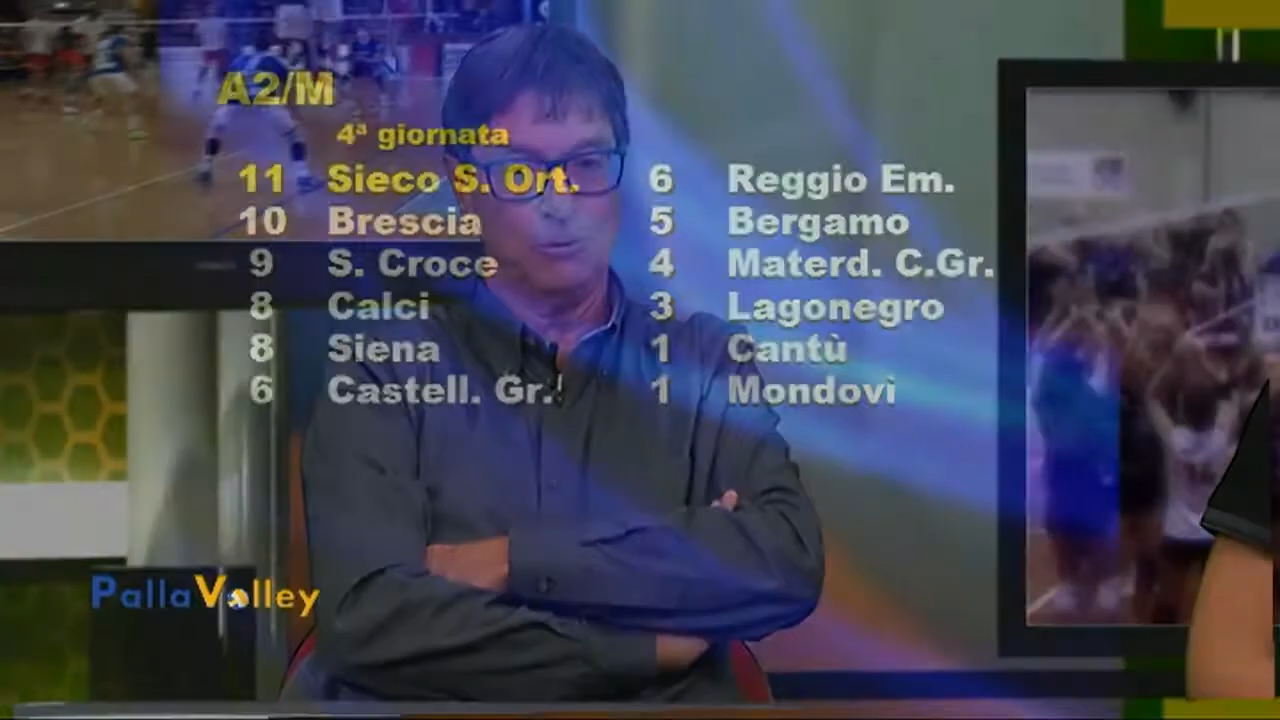 A2/M
4ª giornata
11 Sieco S. Ort. 6 Reggio Em.
10 Brescia 5 Bergamo
9 S. Croce 4 Materd. C.Gr.
8 Calci 3 Lagonegro
8 Siena 1 Cantù
6 Castell. Gr. 1 Mondovì
PallaVolley